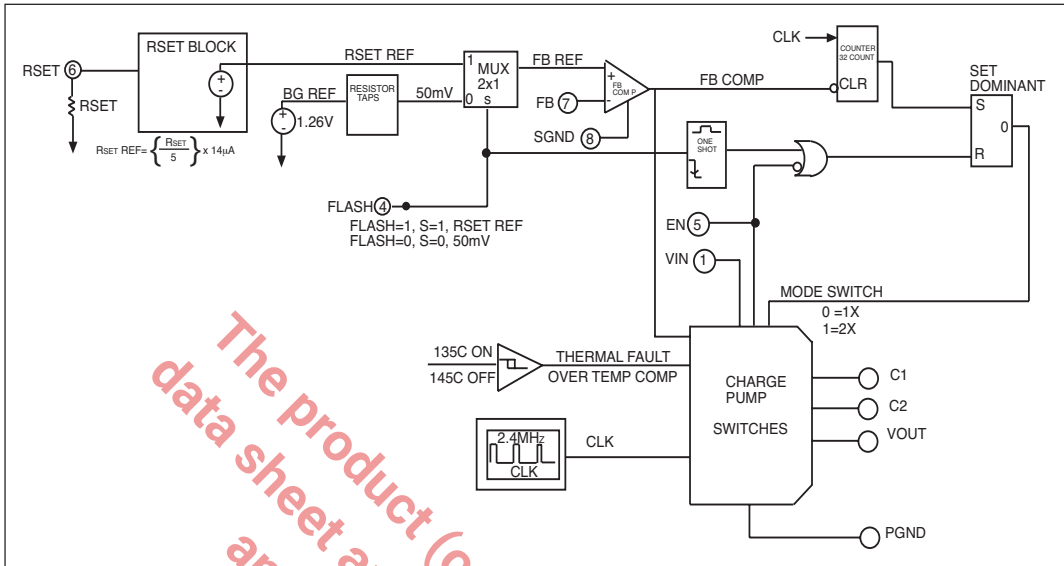 RSET BLOCK
RSET 6
RSET
RSET REF= { RSET / 5 } x 14µA
+
-
RSET REF
BG REF
+
-
1.26V
RESISTOR
TAPS
50mV
1
MUX
2x1
0 s
FB REF
+
FB
COM P
-
FB 7
SGND 8
FB COMP
CLK
COUNTER
32 COUNT
CLR
SET
DOMINANT
S
0
R
ONE
SHOT
FLASH 4
FLASH=1, S=1, RSET REF
FLASH=0, S=0, 50mV
EN 5
VIN 1
MODE SWITCH
0 =1X
1=2X
135C ON
145C OFF
THERMAL FAULT
OVER TEMP COMP
2.4MHz
CLK
CLK
CHARGE
PUMP
SWITCHES
C1
C2
VOUT
PGND
The product (o
data sheet a
an